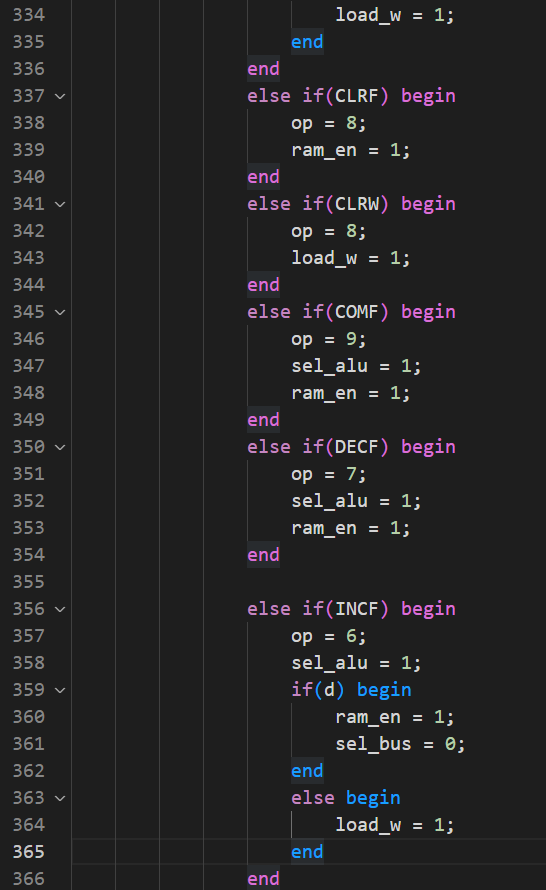 334                         load_w = 1;
335                     end
336                 end
337                 else if(CLRF) begin
338                     op = 8;
339                     ram_en = 1;
340                 end
341                 else if(CLRW) begin
342                     op = 8;
343                     load_w = 1;
344                 end
345                 else if(COMF) begin
346                     op = 9;
347                     sel_alu = 1;
348                     ram_en = 1;
349                 end
350                 else if(DECF) begin
351                     op = 7;
352                     sel_alu = 1;
353                     ram_en = 1;
354                 end
355
356                 else if(INCF) begin
357                     op = 6;
358                     sel_alu = 1;
359                     if(d) begin
360                         ram_en = 1;
361                         sel_bus = 0;
362                     end
363                     else begin
364                         load_w = 1;
365                     end
366                 end